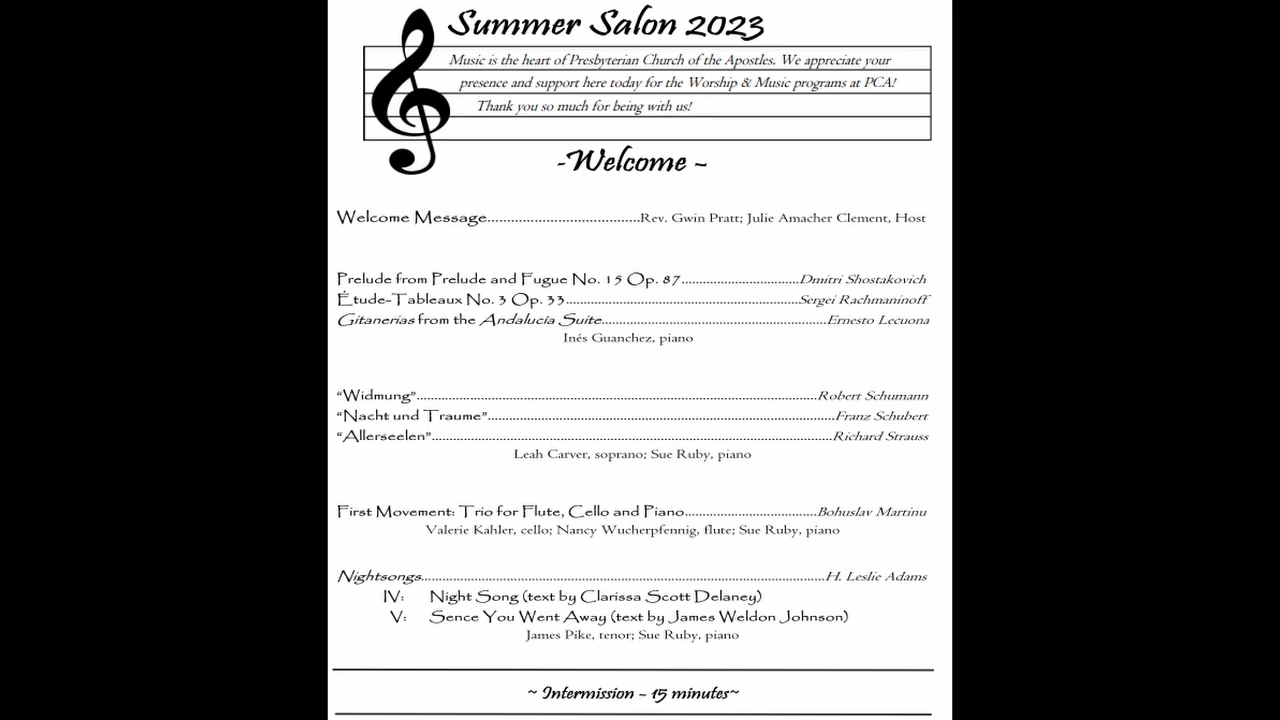 Summer Salon 2023
Music is the heart of Presbyterian Church of the Apostles. We appreciate your
presence and support here today for the Worship & Music programs at PCA!
Thank you so much for being with us!
-Welcome ~
Welcome Message......................................Rev. Gwin Pratt; Julie Amacher Clement, Host
Prelude from Prelude and Fugue No. 15 Op. 87..............................Dmitri Shostakovich
Étude-Tableaux No. 3 Op. 33..........................................................Sergei Rachmaninoff
Gitanerias from the Andalucía Suite.........................................................Ernesto Lecuona
Inés Guanchez, piano
“Widmung”....................................................................................................Robert Schumann
“Nacht und Traume”.......................................................................................Franz Schubert
“Allerseelen”....................................................................................................Richard Strauss
Leah Carver, soprano; Sue Ruby, piano
First Movement: Trio for Flute, Cello and Piano.................................Bohuslav Martinu
Valerie Kahler, cello; Nancy Wucherpfennig, flute; Sue Ruby, piano
Nightsongs.....................................................................................................H. Leslie Adams
IV: Night Song (text by Clarissa Scott Delaney)
V: Sence You Went Away (text by James Weldon Johnson)
James Pike, tenor; Sue Ruby, piano
~ Intermission – 15 minutes~